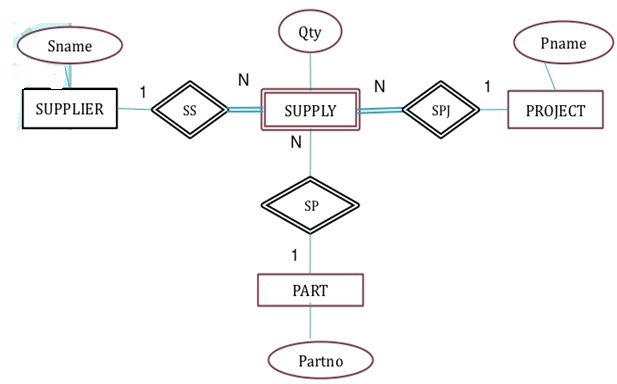 Sname
Qty
Pname
SUPPLIER
1
SS
N
SUPPLY
N
SPJ
1
PROJECT
N
SP
1
PART
Partno